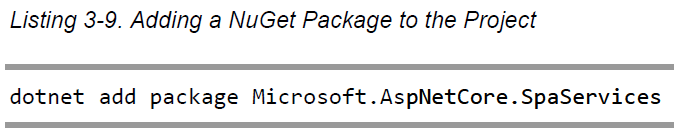 Listing 3-9. Adding a NuGet Package to the Project
dotnet add package Microsoft.AspNetCore.SpaServices